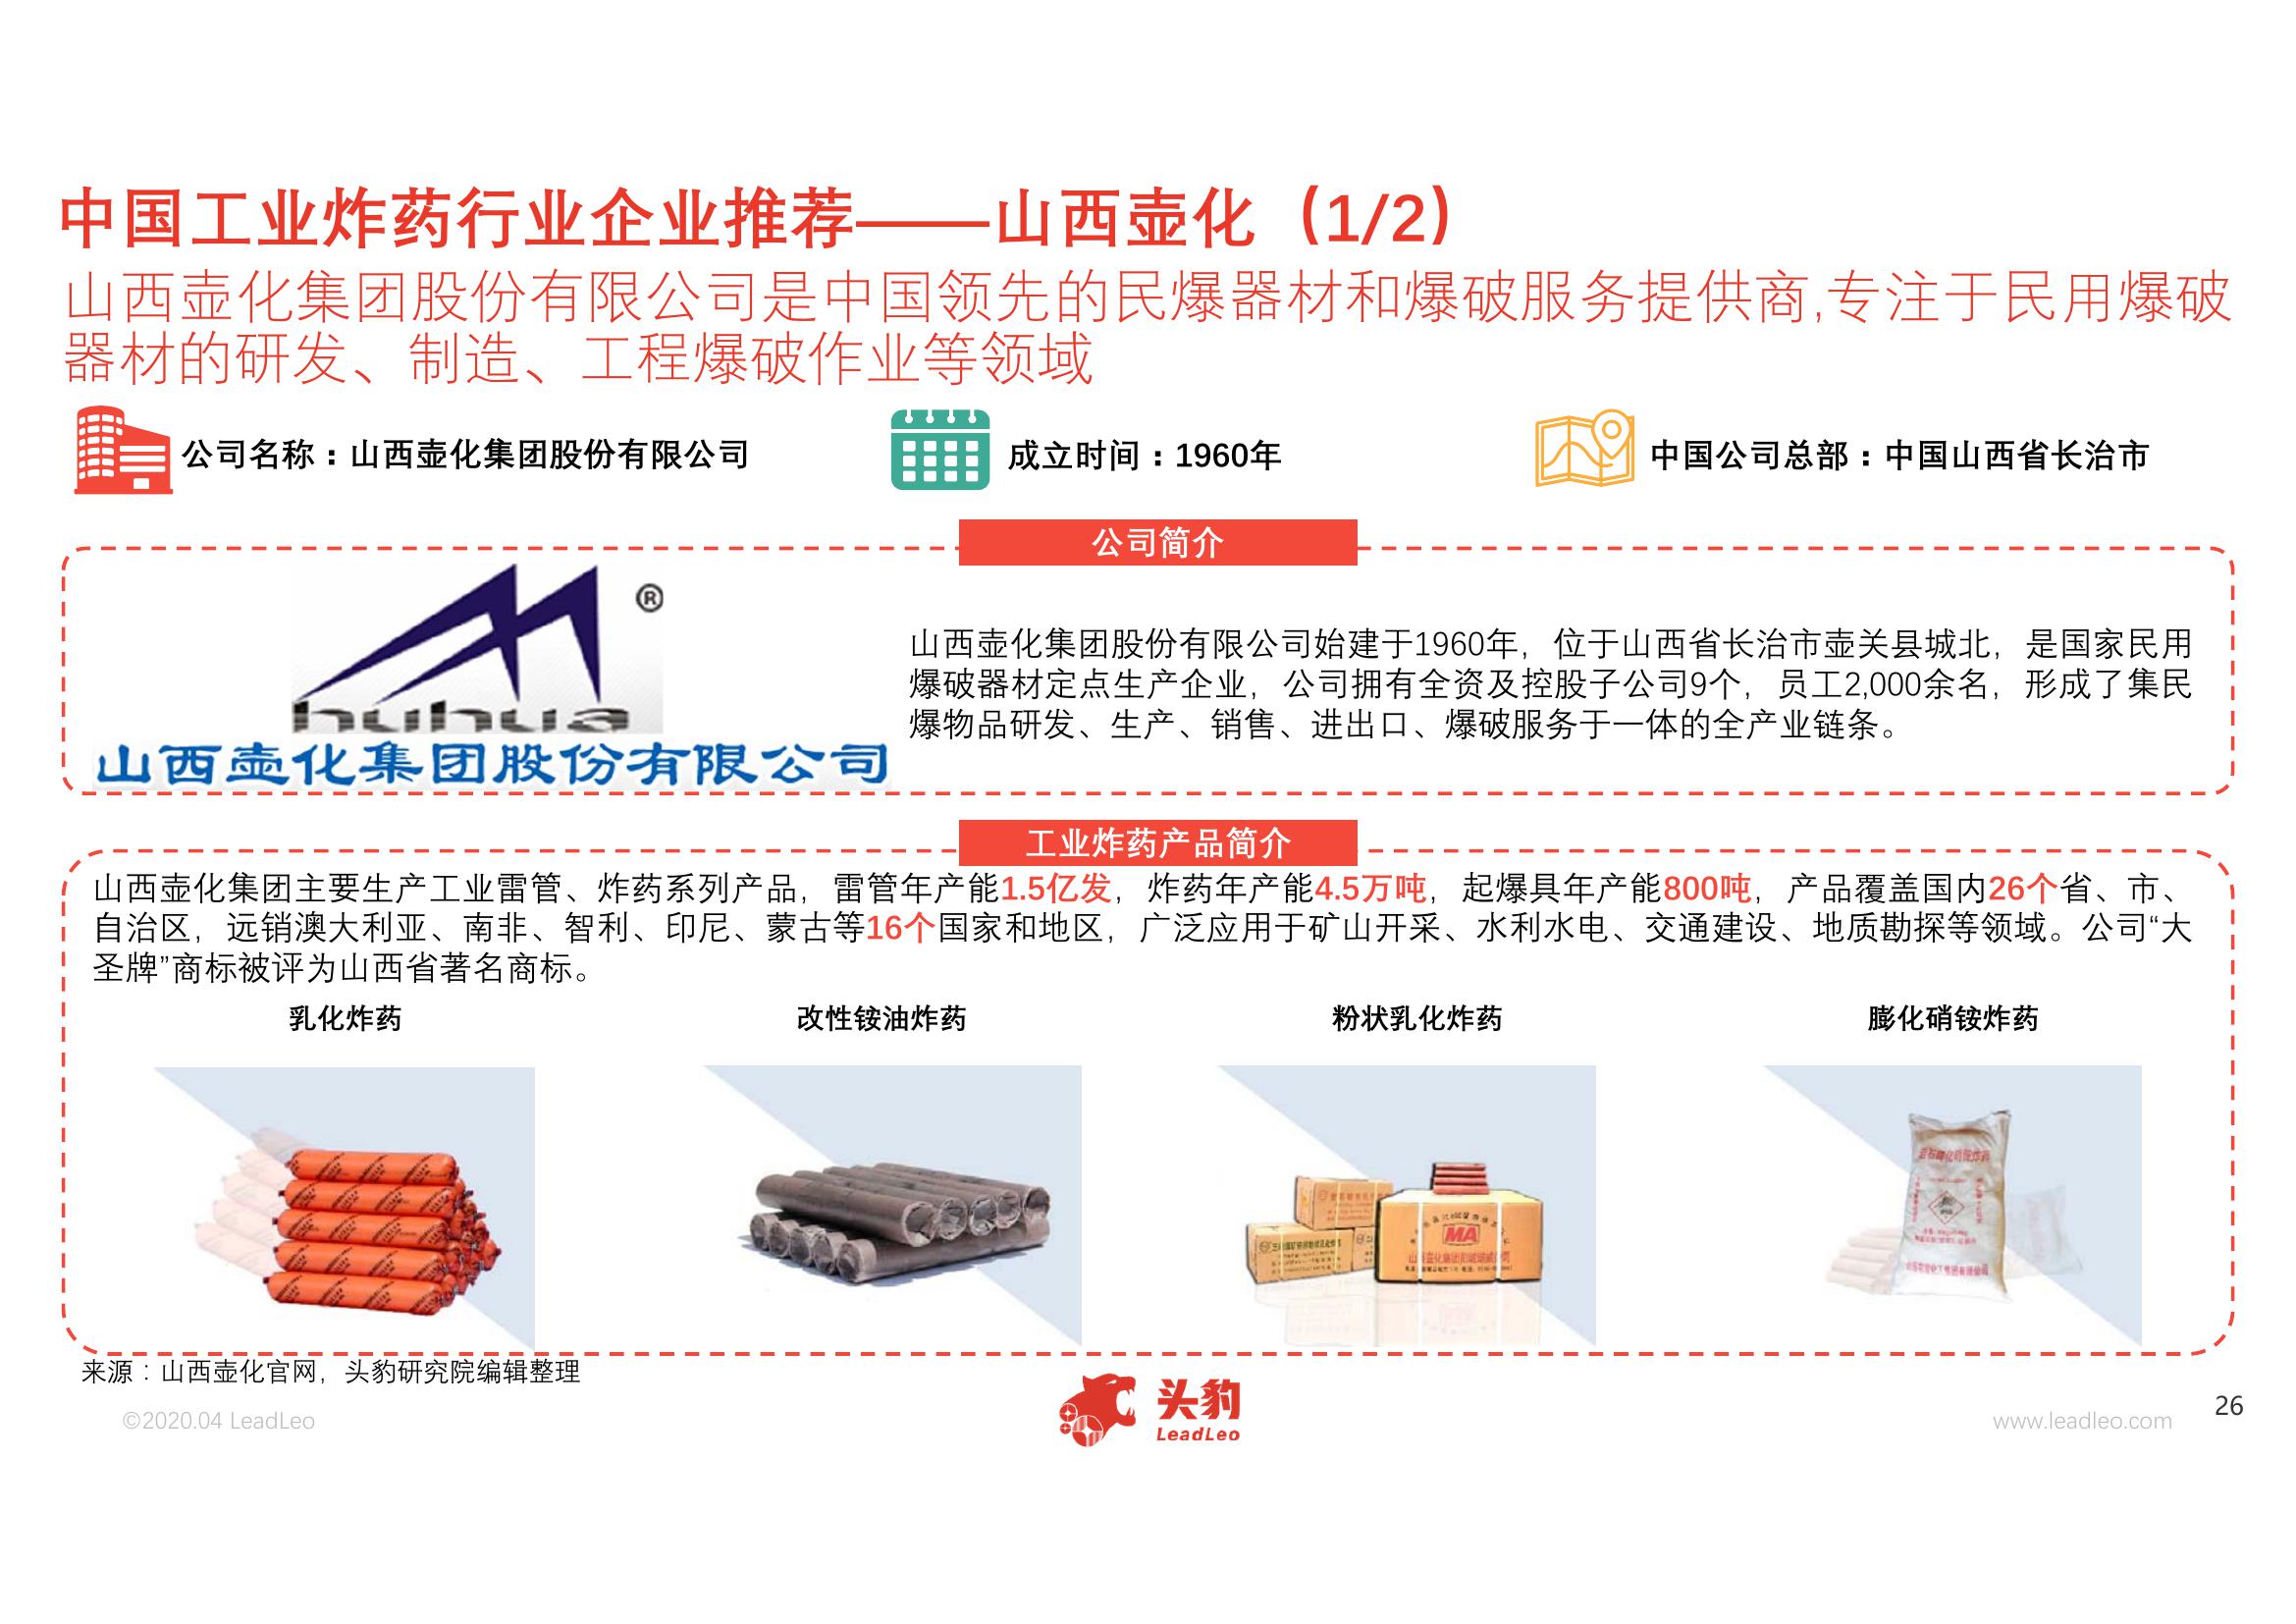 中国工业炸药行业企业推荐——山西壶化（1/2）
山西壶化集团股份有限公司是中国领先的民爆器材和爆破服务提供商,专注于民用爆破
器材的研发、制造、工程爆破作业等领域
公司名称：山西壶化集团股份有限公司
成立时间：1960年
中国公司总部：中国山西省长治市
公司简介
®
huhua
山西壶化集团股份有限公司
山西壶化集团股份有限公司始建于1960年，位于山西省长治市壶关县城北，是国家民用
爆破器材定点生产企业，公司拥有全资及控股子公司9个，员工2,000余名，形成了集民
爆物品研发、生产、销售、进出口、爆破服务于一体的全产业链条。
工业炸药产品简介
山西壶化集团主要生产工业雷管、炸药系列产品，雷管年产能1.5亿发，炸药年产能4.5万吨，起爆具年产能800吨，产品覆盖国内26个省、市、
自治区，远销澳大利亚、南非、智利、印尼、蒙古等16个国家和地区，广泛应用于矿山开采、水利水电、交通建设、地质勘探等领域。公司“大
圣牌”商标被评为山西省著名商标。
乳化炸药
改性铵油炸药
粉状乳化炸药
膨化硝铵炸药
MA
来源：山西壶化官网，头豹研究院编辑整理
©2020.04 LeadLeo
头豹
LeadLeo
www.leadleo.com
26